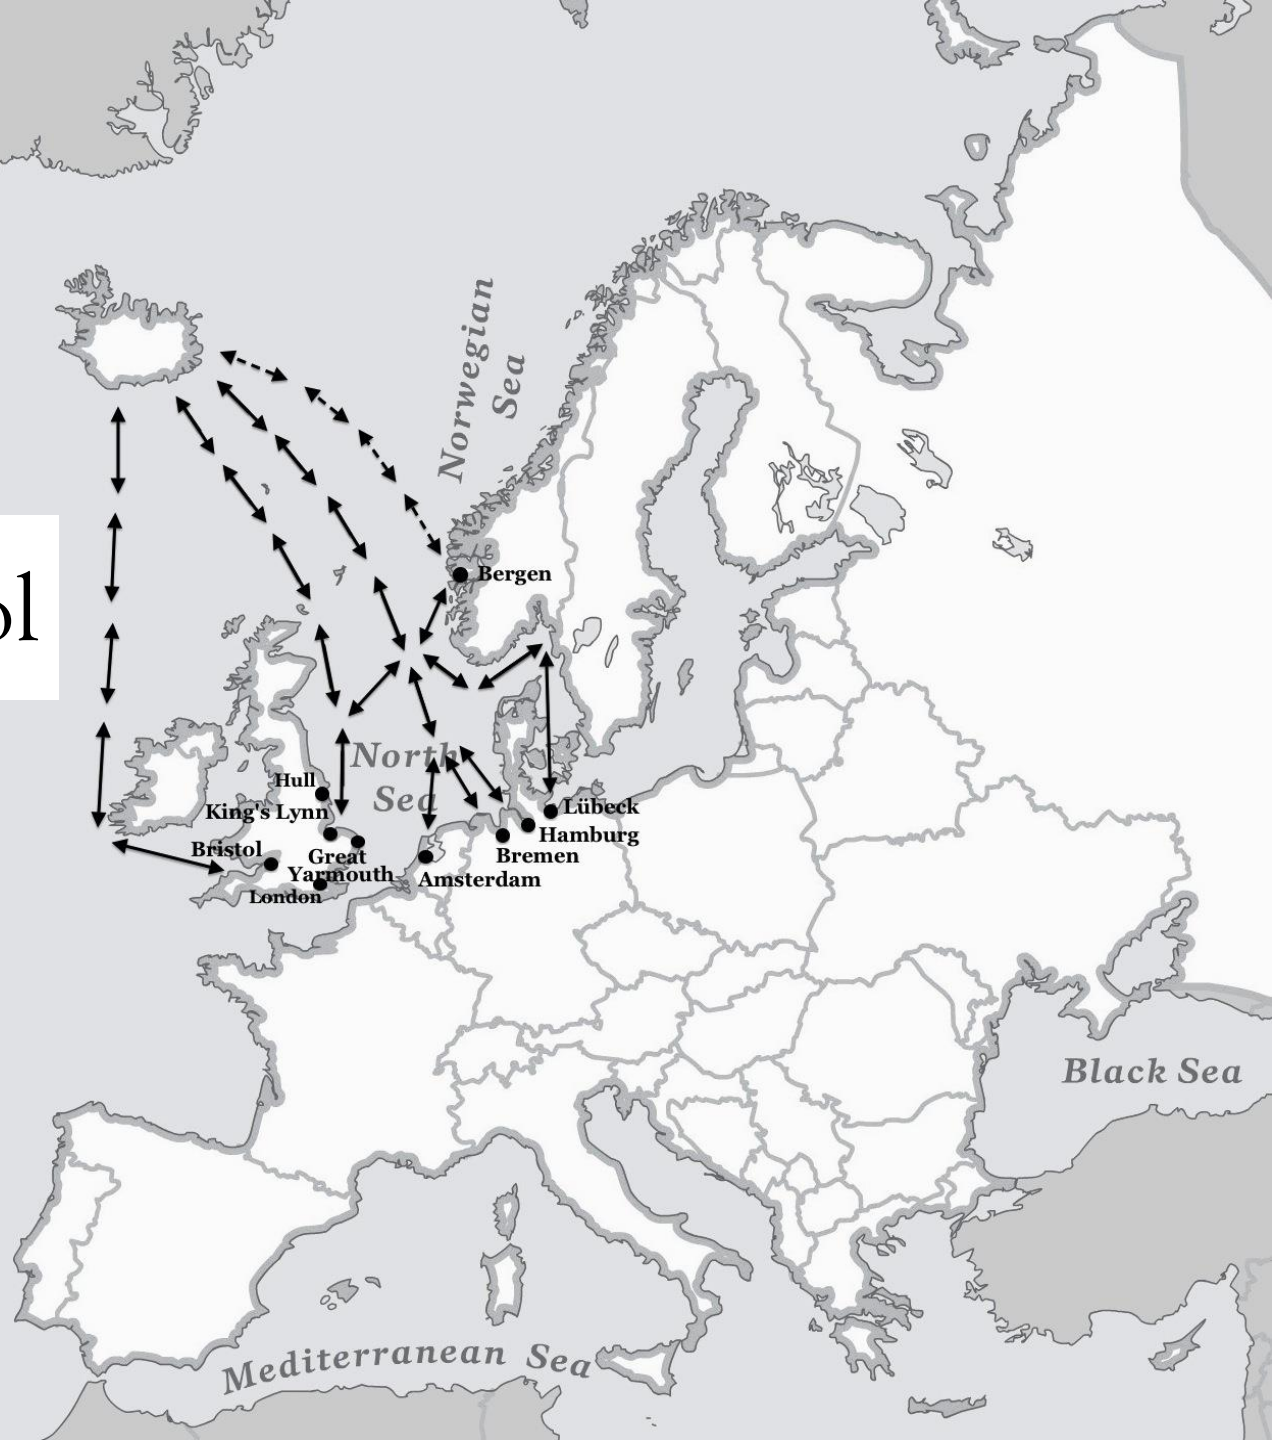 Norwegian
Sea
ol
Bergen
North
Sea
Hull
King's Lynn
Lübeck
Hamburg
Bristol
Great
Yarmouth
Bremen
London
Amsterdam
Black Sea
Mediterranean Sea